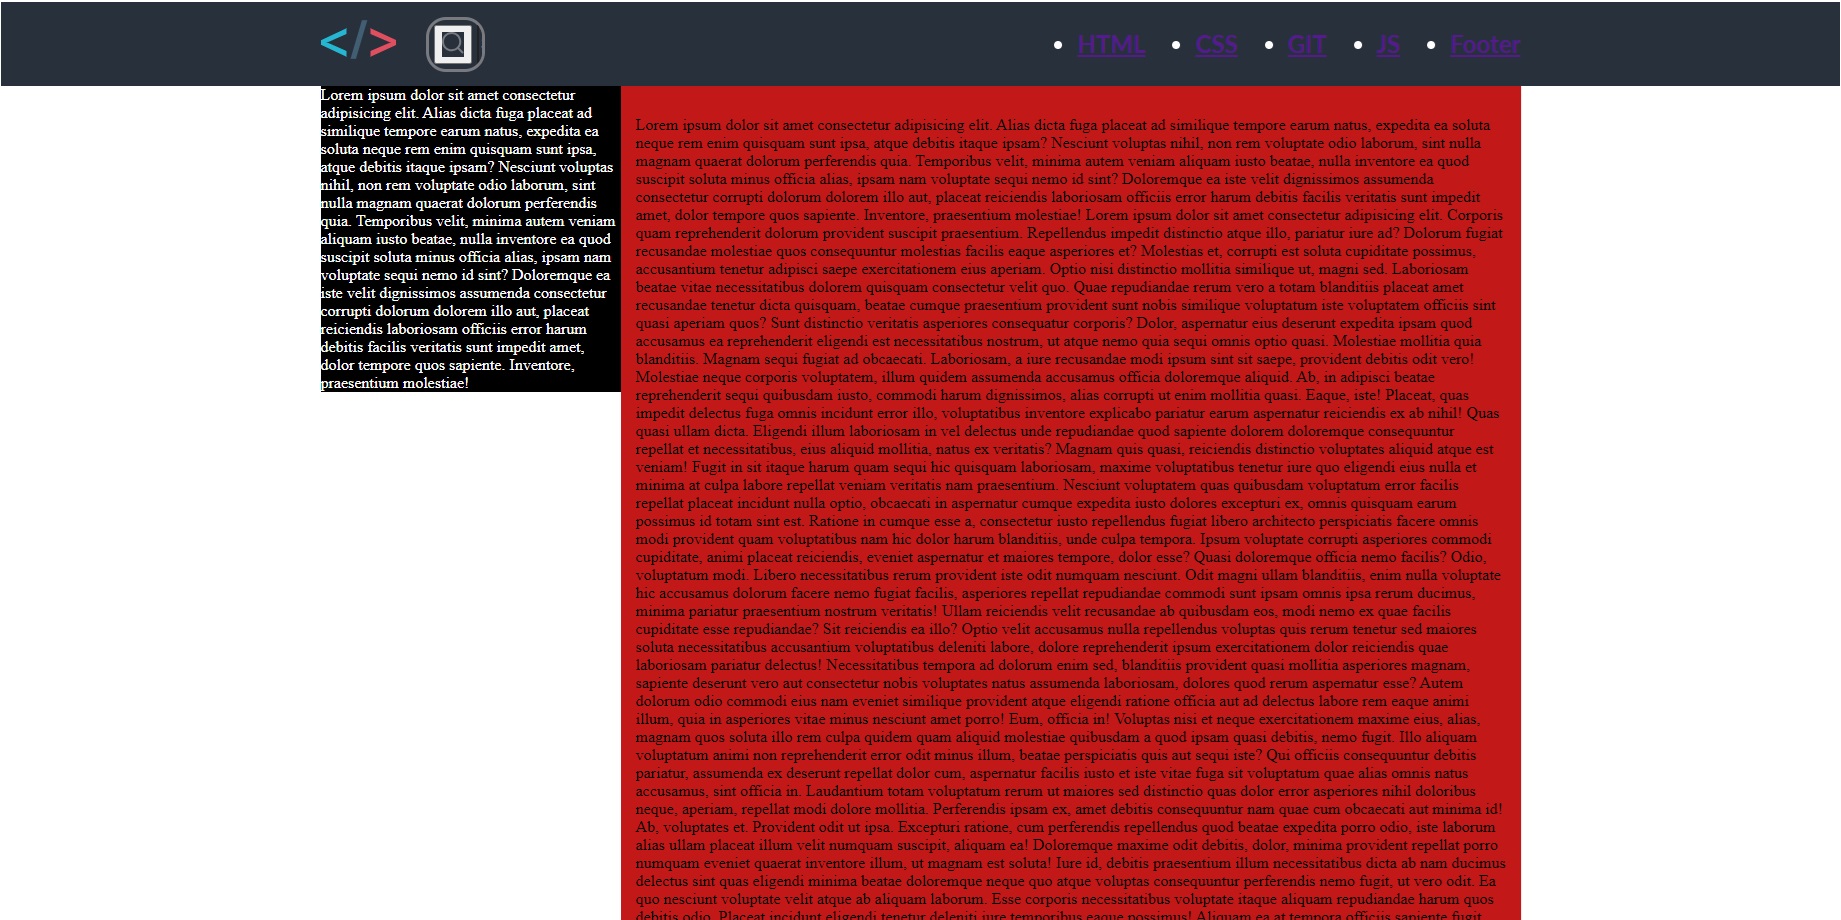 </>
HTML
CSS
GIT
JS
Footer
Lorem ipsum dolor sit amet consectetur
adipisicing elit. Alias dicta fuga placeat ad
similique tempore earum natus, expedita ea
soluta neque rem enim quisquam sunt ipsa,
atque debitis itaque ipsam? Nesciunt voluptas
nihil, non rem voluptate odio laborum, sint
nulla magnam quaerat dolorum perferendis
quia. Temporibus velit, minima autem veniam
aliquam iusto beatae, nulla inventore ea quod
suscipit soluta minus officia alias, ipsam nam
voluptate sequi nemo id sint? Doloremque ea
iste velit dignissimos assumenda consectetur
corrupti dolorum dolorem illo aut, placeat
reiciendis laboriosam officiis error harum
debitis facilis veritatis sunt impedit amet,
dolor tempore quos sapiente. Inventore,
praesentium molestiae!
Lorem ipsum dolor sit amet consectetur adipisicing elit. Alias dicta fuga placeat ad similique tempore earum natus, expedita ea soluta
neque rem enim quisquam sunt ipsa, atque debitis itaque ipsam? Nesciunt voluptas nihil, non rem voluptate odio laborum, sint nulla
magnam quaerat dolorum perferendis quia. Temporibus velit, minima autem veniam aliquam iusto beatae, nulla inventore ea quod
suscipit soluta minus officia alias, ipsam nam voluptate sequi nemo id sint? Doloremque ea iste velit dignissimos assumenda
consectetur corrupti dolorum dolorem illo aut, placeat reiciendis laboriosam officiis error harum debitis facilis veritatis sunt impedit
amet, dolor tempore quos sapiente. Inventore, praesentium molestiae! Lorem ipsum dolor sit amet consectetur adipisicing elit. Corporis
quam reprehenderit dolorum provident suscipit praesentium. Repellendus impedit distinctio atque illo, pariatur iure ad? Dolorum fugiat
recusandae molestiae quos consequuntur molestias facilis eaque asperiores et? Molestias et, corrupti est soluta cupiditate possimus,
accusantium tenetur adipisci saepe exercitationem eius aperiam. Optio nisi distinctio mollitia similique ut, magni sed. Laboriosam
beatae vitae necessitatibus dolorem quisquam consectetur velit quo. Quae repudiandae rerum vero a totam blanditiis placeat amet
recusandae tenetur dicta quisquam, beatae cumque praesentium provident sunt nobis similique voluptatum iste voluptatem officiis sint
quasi aperiam quos? Sunt distinctio veritatis asperiores consequatur corporis? Dolor, aspernatur eius deserunt expedita ipsam quod
accusamus ea reprehenderit eligendi est necessitatibus nostrum, ut atque nemo quia sequi omnis optio quasi. Molestiae mollitia quia
blanditiis. Magnam sequi fugiat ad obcaecati. Laboriosam, a iure recusandae modi ipsum sint sit saepe, provident debitis odit vero!
Molestiae neque corporis voluptatem, illum quidem assumenda accusamus officia doloremque aliquid. Ab, in adipisci beatae
reprehenderit sequi quibusdam iusto, commodi harum dignissimos, alias corrupti ut enim mollitia quasi. Eaque, iste! Placeat, quas
impedit delectus fuga omnis incidunt error illo, voluptatibus inventore explicabo pariatur earum aspernatur reiciendis ex ab nihil! Quas
quasi ullam dicta. Eligendi illum laboriosam in vel delectus unde repudiandae quod sapiente dolorem doloremque consequuntur
repellat et necessitatibus, eius aliquid mollitia, natus ex veritatis? Magnam quis quasi, reiciendis distinctio voluptates aliquid atque est
veniam! Fugit in sit itaque harum quam sequi hic quisquam laboriosam, maxime voluptatibus tenetur iure quo eligendi eius nulla et
minima at culpa labore repellat veniam veritatis nam praesentium. Nesciunt voluptatem quas quibusdam voluptatum error facilis
repellat placeat incidunt nulla optio, obcaecati in aspernatur cumque expedita iusto dolores excepturi ex, omnis quisquam earum
possimus id totam sint est. Ratione in cumque esse a, consectetur iusto repellendus fugiat libero architecto perspiciatis facere omnis
modi provident quam voluptatibus nam hic dolor harum blanditiis, unde culpa tempora. Ipsum voluptate corrupti asperiores commodi
cupiditate, animi placeat reiciendis, eveniet aspernatur et maiores tempore, dolor esse? Quasi doloremque officia nemo facilis? Odio,
voluptatum modi. Libero necessitatibus rerum provident iste odit numquam nesciunt. Odit magni ullam blanditiis, enim nulla voluptate
hic accusamus dolorum facere nemo fugiat facilis, asperiores repellat repudiandae commodi sunt ipsam omnis ipsa rerum ducimus,
minima pariatur praesentium nostrum veritatis! Ullam reiciendis velit recusandae ab quibusdam eos, modi nemo ex quae facilis
cupiditate esse repudiandae? Sit reiciendis ea illo? Optio velit accusamus nulla repellendus voluptas quis rerum tenetur sed maiores
soluta necessitatibus accusantium voluptatibus deleniti labore, dolore reprehenderit ipsum exercitationem dolor reiciendis quae
laboriosam pariatur delectus! Necessitatibus tempora ad dolorum enim sed, blanditiis provident quasi mollitia asperiores magnam,
sapiente deserunt vero aut consectetur nobis voluptates natus assumenda laboriosam, dolores quod rerum aspernatur esse? Autem
dolorum odio commodi eius nam eveniet similique provident atque eligendi ratione officia aut ad delectus labore rem eaque animi
illum, quia in asperiores vitae minus nesciunt amet porro! Eum, officia in! Voluptas nisi et neque exercitationem maxime eius, alias,
magnam quos soluta illo rem culpa quidem quam aliquid molestiae quibusdam a quod ipsam quasi debitis, nemo fugit. Illo aliquam
voluptatum animi non reprehenderit error odit minus illum, beatae perspiciatis quis aut sequi iste? Qui officiis consequuntur debitis
pariatur, assumenda ex deserunt repellat dolor cum, aspernatur facilis iusto et iste vitae fuga sit voluptatum quae alias omnis natus
accusamus, sint officia in. Laudantium totam voluptatum rerum ut maiores sed distinctio quas dolor error asperiores nihil doloribus
neque, aperiam, repellat modi dolore mollitia. Perferendis ipsam ex, amet debitis consequuntur nam quae cum obcaecati aut minima id!
Ab, voluptates et. Provident odit ut ipsa. Excepturi ratione, cum perferendis repellendus quod beatae expedita porro odio, iste laborum
alias ullam placeat illum velit numquam suscipit, aliquam ea! Doloremque maxime odit debitis, dolor, minima provident repellat porro
numquam eveniet quaerat inventore illum, ut magnam est soluta! Iure id, debitis praesentium illum necessitatibus dicta ab nam ducimus
delectus sint quas eligendi minima beatae doloremque neque quo atque voluptas consequuntur perferendis nemo fugit, ut vero odit. Ea
quo nesciunt voluptate vitae ab aliquam laborum. Esse corporis necessitatibus voluptate itaque aliquam repudiandae harum quos
debitis odio. Placeat incidunt eligendi tenetur deleniti iure temporibus eaque possimus! Aliquam ea at tempora officiis sapiente fugit